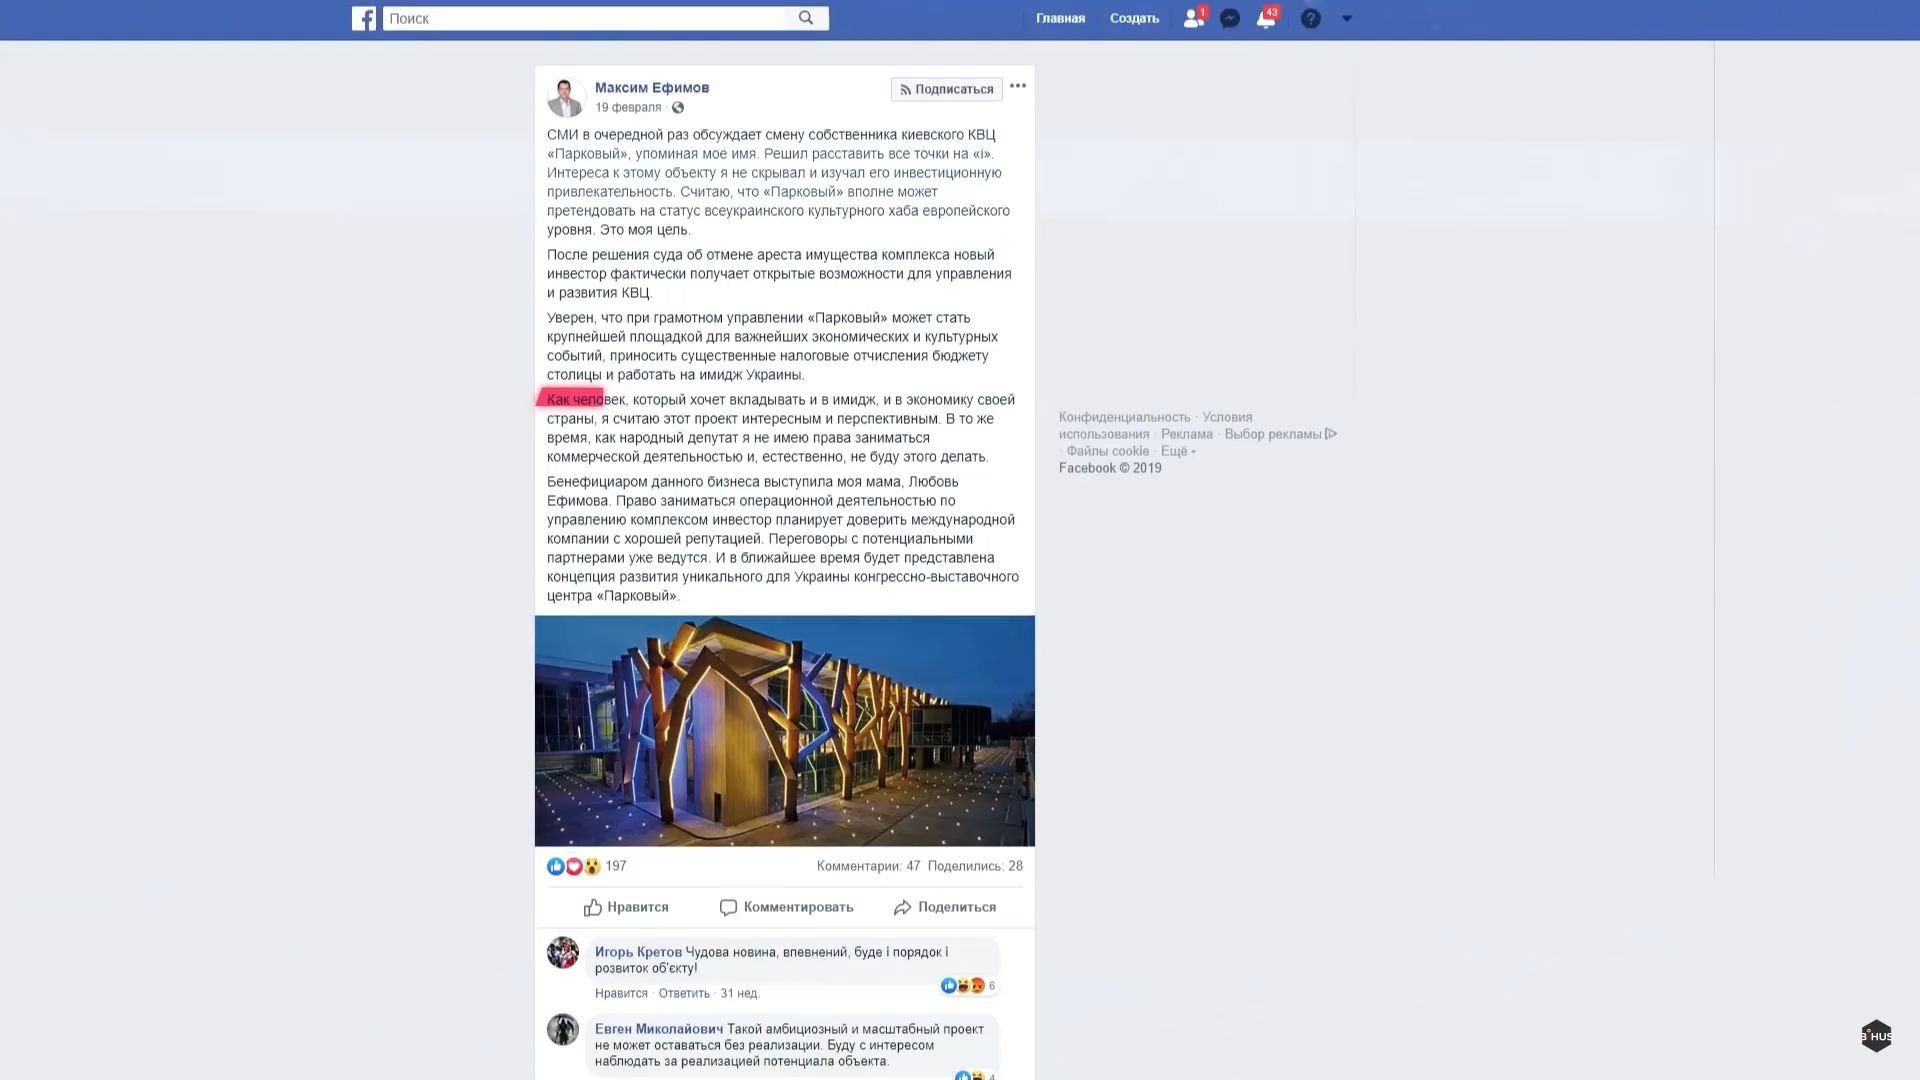 Поиск
Главная
Создать
1
43
Максим Ефимов
Подписаться
19 февраля ·
СМИ в очередной раз обсуждает смену собственника киевского КВЦ
«Парковый», упоминая мое имя. Решил расставить все точки на «i».
Интереса к этому объекту я не скрывал и изучал его инвестиционную
привлекательность. Считаю, что «Парковый» вполне может
претендовать на статус всеукраинского культурного хаба европейского
уровня. Это моя цель.
После решения суда об отмене ареста имущества комплекса новый
инвестор фактически получает открытые возможности для управления
и развития КВЦ.
Уверен, что при грамотном управлении «Парковый» может стать
крупнейшей площадкой для важнейших экономических и культурных
событий, приносить существенные налоговые отчисления бюджету
столицы и работать на имидж Украины.
Как человек, который хочет вкладывать и в имидж, и в экономику своей
страны, я считаю этот проект интересным и перспективным. В то же
время, как народный депутат я не имею права заниматься
коммерческой деятельностью и, естественно, не буду этого делать.
Бенефициаром данного бизнеса выступила моя мама, Любовь
Ефимова. Право заниматься операционной деятельностью по
управлению комплексом инвестор планирует доверить международной
компании с хорошей репутацией. Переговоры с потенциальными
партнерами уже ведутся. И в ближайшее время будет представлена
концепция развития уникального для Украины конгрессно-выставочного
центра «Парковый».
Конфиденциальность · Условия
использования · Реклама · Выбор рекламы
· Файлы cookie · Ещё
Facebook © 2019
197
Комментарии: 47 Поделились: 28
Нравится
Комментировать
Поделиться
Игорь Кретов Чудова новина, впевнений, буде і порядок і
розвиток об'єкту!
6
Нравится · Ответить · 31 нед.
Евген Миколайович Такой амбициозный и масштабный проект
не может оставаться без реализации. Буду с интересом
наблюдать за реализацией потенциала объекта.
4
BIHUS